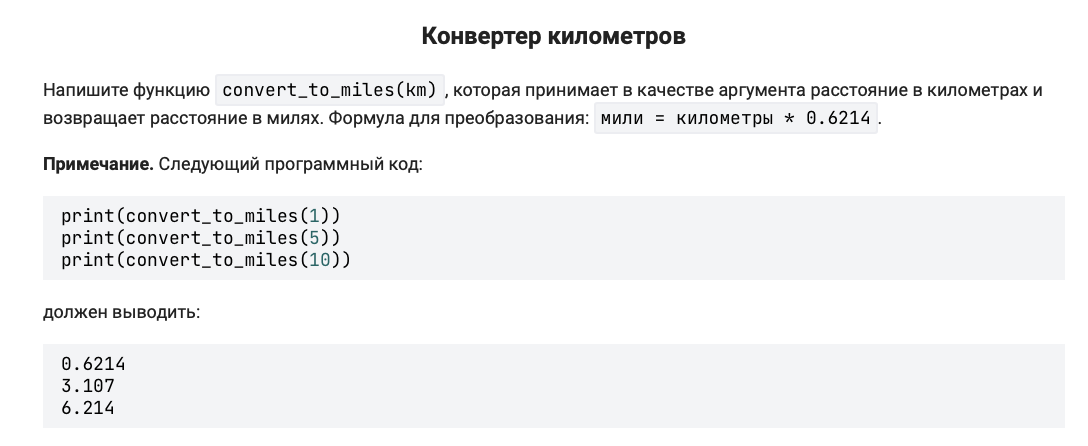 Конвертер километров
Напишите функцию convert_to_miles(km), которая принимает в качестве аргумента расстояние в километрах и
возвращает расстояние в милях. Формула для преобразования: мили = километры * 0.6214.
Примечание. Следующий программный код:
print(convert_to_miles(1))
print(convert_to_miles(5))
print(convert_to_miles(10))
должен выводить:
0.6214
3.107
6.214